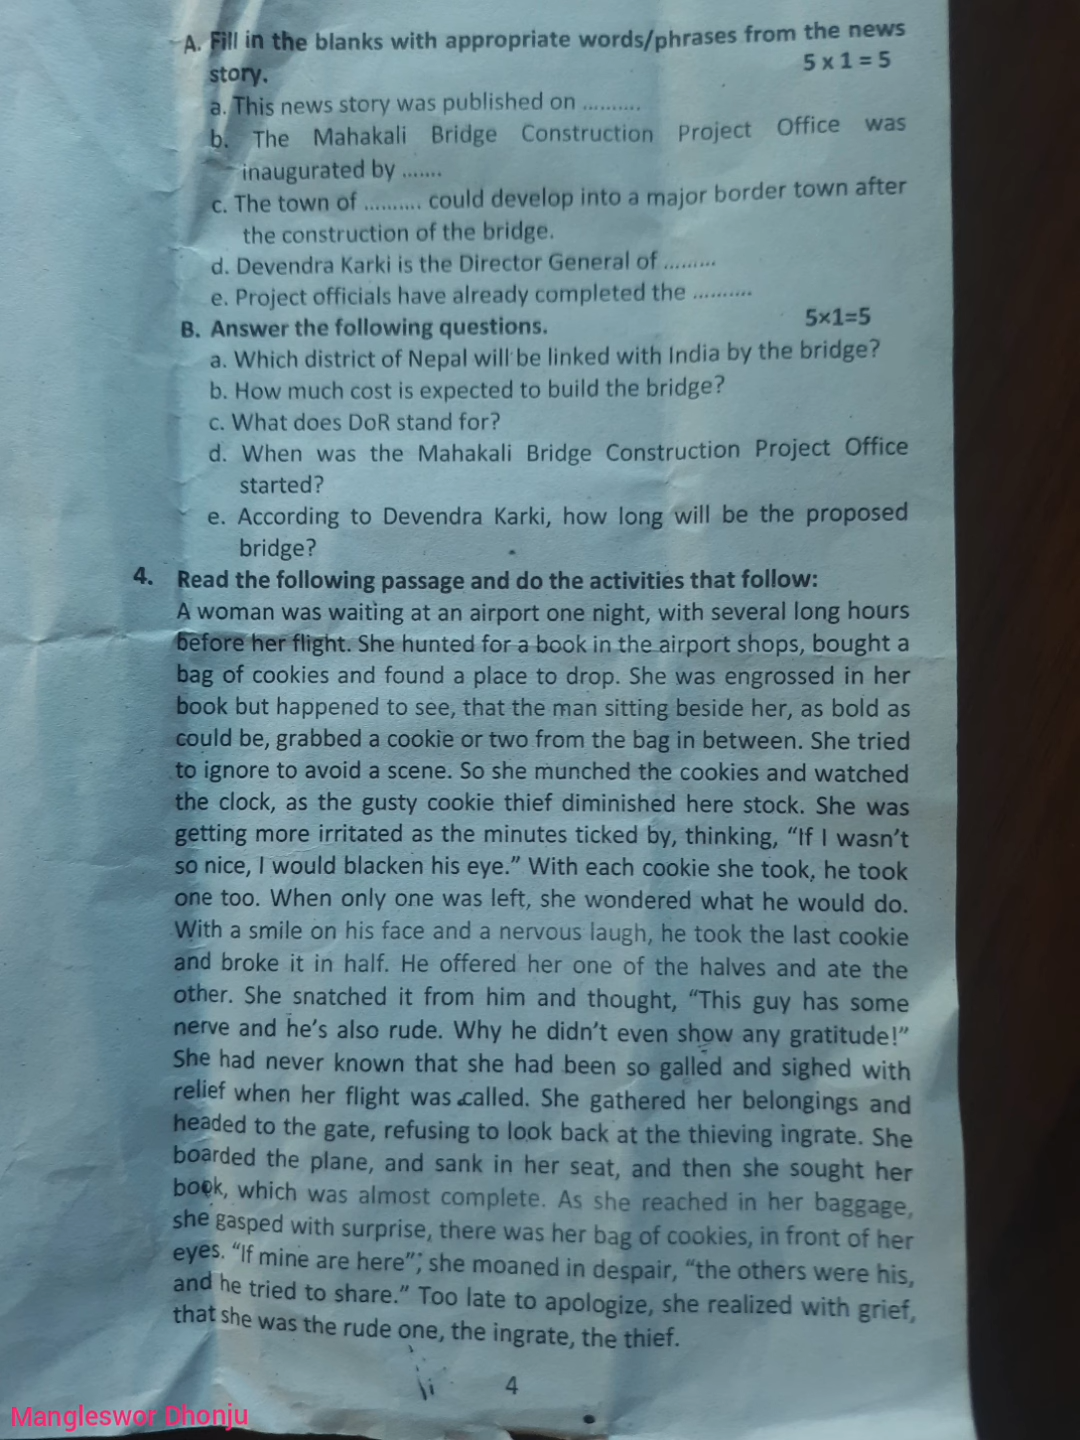 A. Fill in the blanks with appropriate words/phrases from the news
story. 5 x 1 = 5
a. This news story was published on ..........
b. The Mahakali Bridge Construction Project Office was
inaugurated by .......
c. The town of .......... could develop into a major border town after
the construction of the bridge.
d. Devendra Karki is the Director General of .........
e. Project officials have already completed the ..........
B. Answer the following questions. 5×1=5
a. Which district of Nepal will be linked with India by the bridge?
b. How much cost is expected to build the bridge?
c. What does DoR stand for?
d. When was the Mahakali Bridge Construction Project Office
started?
e. According to Devendra Karki, how long will be the proposed
bridge?
4. Read the following passage and do the activities that follow:
A woman was waiting at an airport one night, with several long hours
before her flight. She hunted for a book in the airport shops, bought a
bag of cookies and found a place to drop. She was engrossed in her
book but happened to see, that the man sitting beside her, as bold as
could be, grabbed a cookie or two from the bag in between. She tried
to ignore to avoid a scene. So she munched the cookies and watched
the clock, as the gusty cookie thief diminished here stock. She was
getting more irritated as the minutes ticked by, thinking, “If I wasn’t
so nice, I would blacken his eye.” With each cookie she took, he took
one too. When only one was left, she wondered what he would do.
With a smile on his face and a nervous laugh, he took the last cookie
and broke it in half. He offered her one of the halves and ate the
other. She snatched it from him and thought, “This guy has some
nerve and he’s also rude. Why he didn’t even show any gratitude!”
She had never known that she had been so galled and sighed with
relief when her flight was called. She gathered her belongings and
headed to the gate, refusing to look back at the thieving ingrate. She
boarded the plane, and sank in her seat, and then she sought her
book, which was almost complete. As she reached in her baggage,
she gasped with surprise, there was her bag of cookies, in front of her
eyes. “If mine are here”; she moaned in despair, “the others were his,
and he tried to share.” Too late to apologize, she realized with grief,
that she was the rude one, the ingrate, the thief.
4
Mangleswor Dhonju